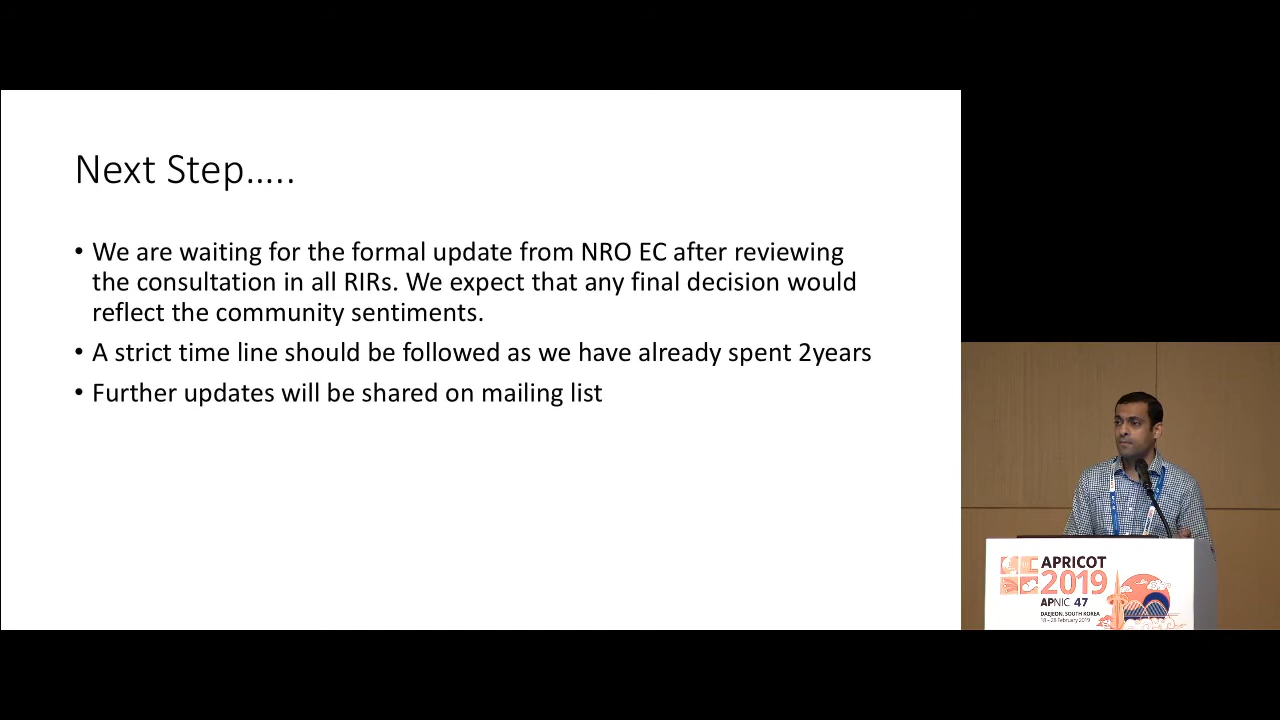 Next Step.....
• We are waiting for the formal update from NRO EC after reviewing
the consultation in all RIRs. We expect that any final decision would
reflect the community sentiments.
• A strict time line should be followed as we have already spent 2years
• Further updates will be shared on mailing list
APRICOT
2019
APNIC 47
DAEJEON, SOUTH KOREA
18 – 28 February 2019